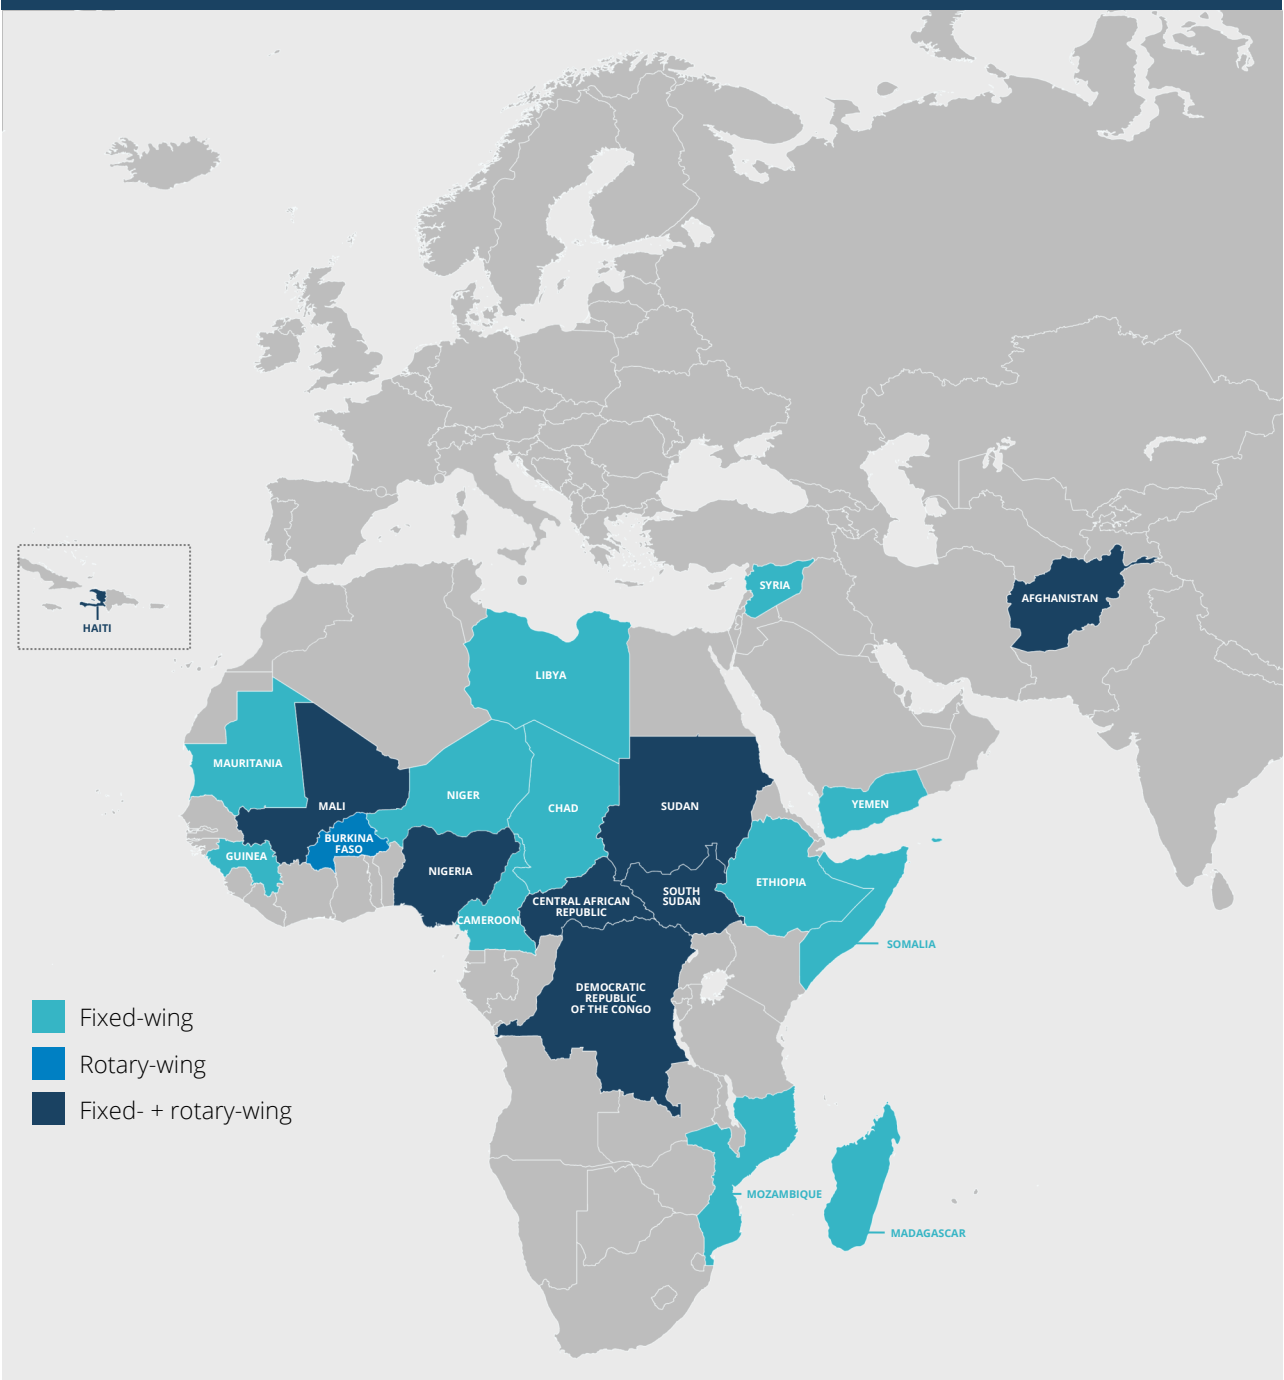 SYRIA
AFGHANISTAN
HAITI
LIBYA
MAURITANIA
MALI
NIGER
CHAD
SUDAN
YEMEN
BURKINA
FASO
GUINEA
NIGERIA
ETHIOPIA
SOUTH
SUDAN
CENTRAL AFRICAN
REPUBLIC
CAMEROON
SOMALIA
DEMOCRATIC
REPUBLIC
OF THE CONGO
Fixed-wing
Rotary-wing
Fixed- + rotary-wing
MOZAMBIQUE
MADAGASCAR